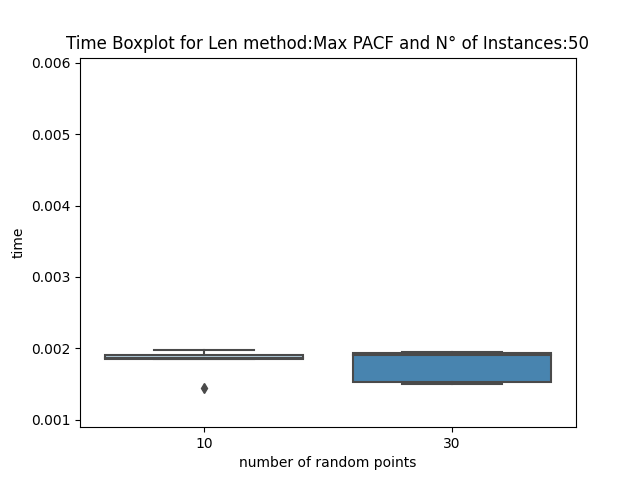 Time Boxplot for Len method:Max PACF and N° of Instances:50
0.006
0.005
0.004
0.003
0.002
0.001
time
10 30
number of random points